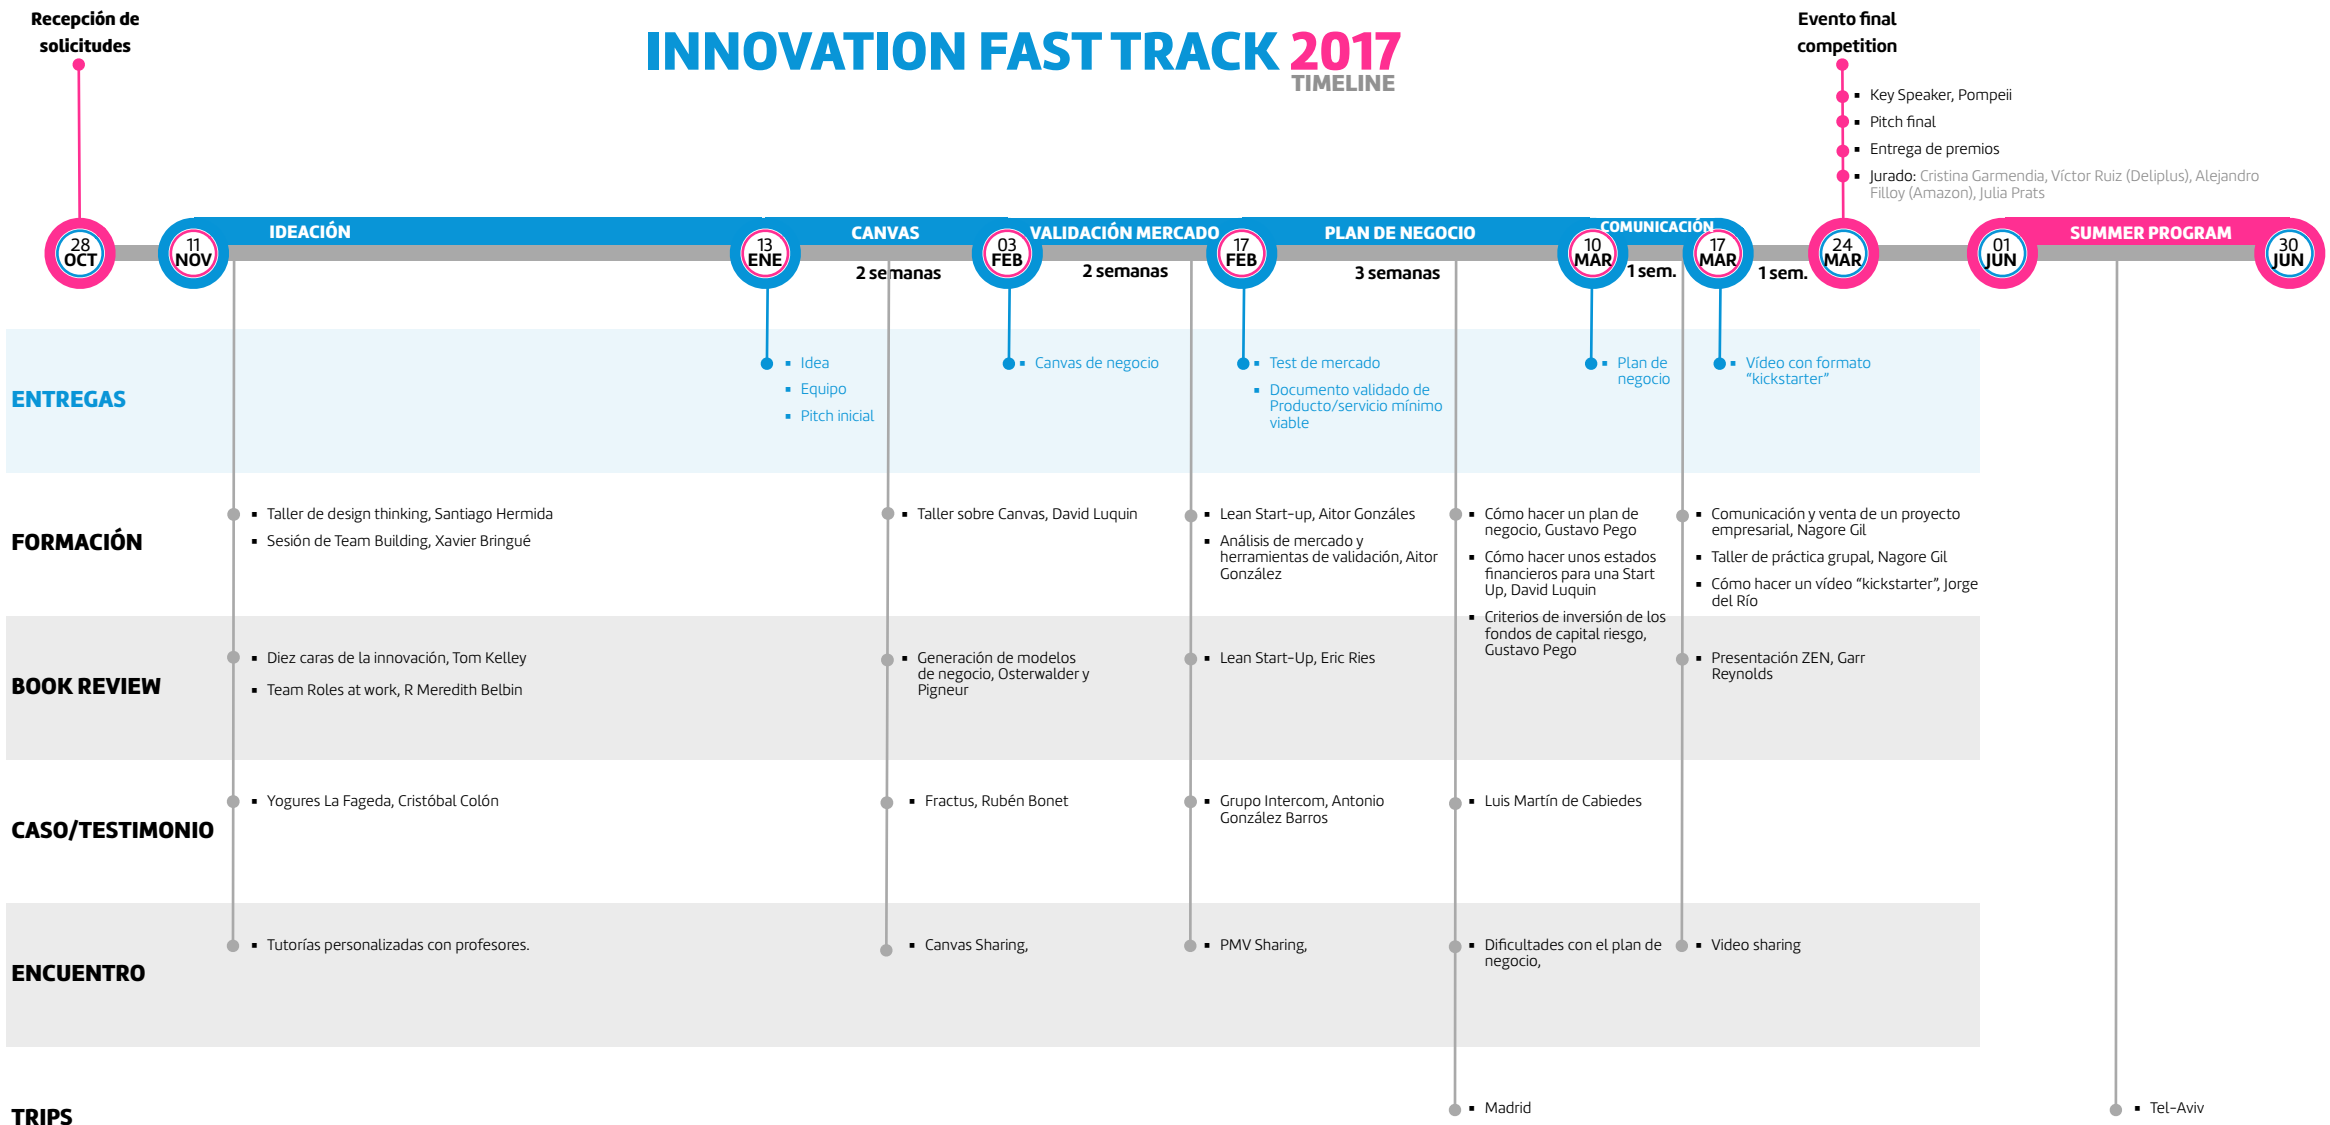 Recepción de
solicitudes
INNOVATION FAST TRACK 2017
TIMELINE
Evento final
competition
▪ Key Speaker, Pompeii
▪ Pitch final
▪ Entrega de premios
▪ Jurado: Cristina Garmendia, Víctor Ruiz (Deliplus), Alejandro
Filloy (Amazon), Julia Prats
28
OCT
11
NOV
IDEACIÓN
13
ENE
CANVAS
2 semanas
03
FEB
VALIDACIÓN MERCADO
2 semanas
17
FEB
PLAN DE NEGOCIO
3 semanas
10
MAR
COMUNICACIÓN
1 sem.
17
MAR
1 sem.
24
MAR
01
JUN
SUMMER PROGRAM
30
JUN
ENTREGAS
▪ Idea
▪ Equipo
▪ Pitch inicial
▪ Canvas de negocio
▪ Test de mercado
▪ Documento validado de
Producto/servicio mínimo
viable
▪ Plan de
negocio
▪ Vídeo con formato
“kickstarter”
FORMACIÓN
▪ Taller de design thinking, Santiago Hermida
▪ Sesión de Team Building, Xavier Bringué
▪ Taller sobre Canvas, David Luquin
▪ Lean Start-up, Aitor Gonzáles
▪ Análisis de mercado y
herramientas de validación, Aitor
González
▪ Cómo hacer un plan de
negocio, Gustavo Pego
▪ Cómo hacer unos estados
financieros para una Start
Up, David Luquin
▪ Criterios de inversión de los
fondos de capital riesgo,
Gustavo Pego
▪ Comunicación y venta de un proyecto
empresarial, Nagore Gil
▪ Taller de práctica grupal, Nagore Gil
▪ Cómo hacer un vídeo “kickstarter”, Jorge
del Río
BOOK REVIEW
▪ Diez caras de la innovación, Tom Kelley
▪ Team Roles at work, R Meredith Belbin
▪ Generación de modelos
de negocio, Osterwalder y
Pigneur
▪ Lean Start-Up, Eric Ries
▪ Presentación ZEN, Garr
Reynolds
CASO/TESTIMONIO
▪ Yogures La Fageda, Cristóbal Colón
▪ Fractus, Rubén Bonet
▪ Grupo Intercom, Antonio
González Barros
▪ Luis Martín de Cabiedes
ENCUENTRO
▪ Tutorías personalizadas con profesores.
▪ Canvas Sharing,
▪ PMV Sharing,
▪ Dificultades con el plan de
negocio,
▪ Video sharing
TRIPS
▪ Madrid
▪ Tel-Aviv